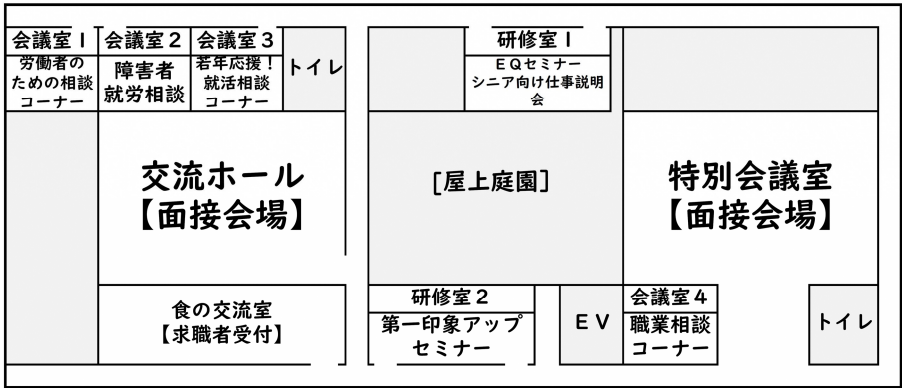 会議室1
会議室2
会議室3
労働者の
ための相談
コーナー
障害者
就労相談
若年応援！
就活相談
コーナー
トイレ
研修室1
EQセミナー
シニア向け仕事説明
会
交流ホール
【面接会場】
[屋上庭園]
特別会議室
【面接会場】
食の交流室
【求職者受付】
研修室2
第一印象アップ
セミナー
EV
会議室4
職業相談
コーナー
トイレ